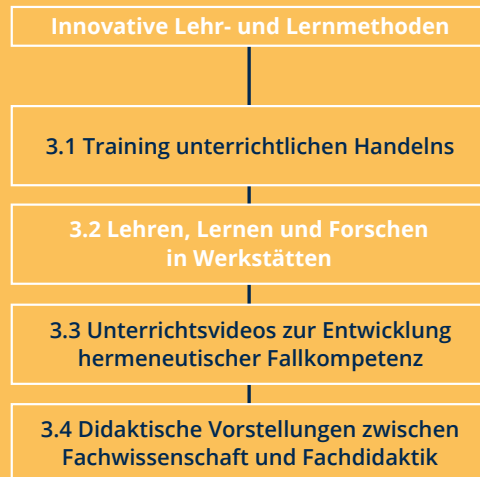 Innovative Lehr- und Lernmethoden
3.1 Training unterrichtlichen Handelns
3.2 Lehren, Lernen und Forschen
in Werkstätten
3.3 Unterrichtsvideos zur Entwicklung
hermeneutischer Fallkompetenz
3.4 Didaktische Vorstellungen zwischen
Fachwissenschaft und Fachdidaktik